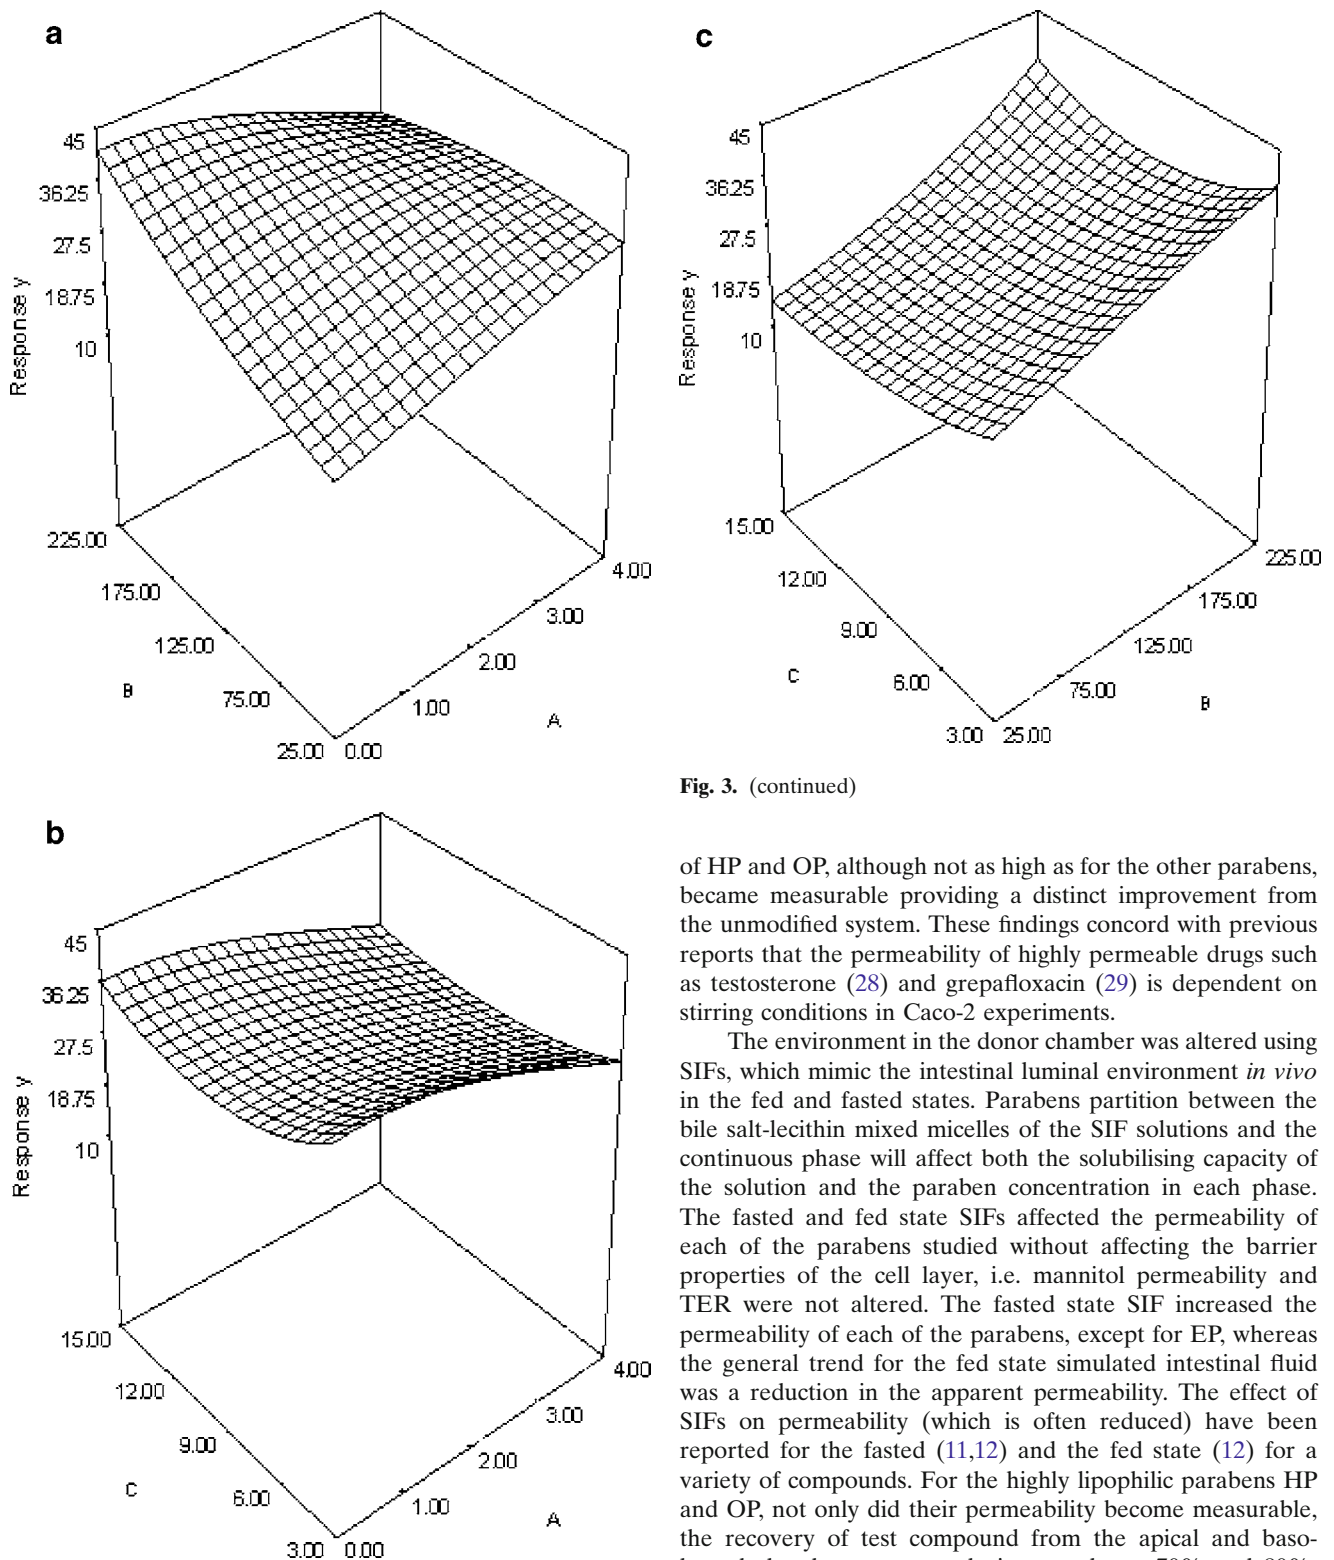 a
45
36.25
27.5
18.75
10
Response y
225.00
175.00
125.00
75.00
25.00
B
0.00
1.00
2.00
3.00
4.00
A
b
45
36.25
27.5
18.75
10
Response y
15.00
12.00
9.00
6.00
3.00
C
0.00
1.00
2.00
3.00
4.00
A
c
45
36.25
27.5
18.75
10
Response y
15.00
12.00
9.00
6.00
3.00
C
25.00
75.00
125.00
175.00
225.00
B
Fig. 3. (continued)
of HP and OP, although not as high as for the other parabens,
became measurable providing a distinct improvement from
the unmodified system. These findings concord with previous
reports that the permeability of highly permeable drugs such
as testosterone (28) and grepafloxacin (29) is dependent on
stirring conditions in Caco-2 experiments.
The environment in the donor chamber was altered using
SIFs, which mimic the intestinal luminal environment in vivo
in the fed and fasted states. Parabens partition between the
bile salt-lecithin mixed micelles of the SIF solutions and the
continuous phase will affect both the solubilising capacity of
the solution and the paraben concentration in each phase.
The fasted and fed state SIFs affected the permeability of
each of the parabens studied without affecting the barrier
properties of the cell layer, i.e. mannitol permeability and
TER were not altered. The fasted state SIF increased the
permeability of each of the parabens, except for EP, whereas
the general trend for the fed state simulated intestinal fluid
was a reduction in the apparent permeability. The effect of
SIFs on permeability (which is often reduced) have been
reported for the fasted (11,12) and the fed state (12) for a
variety of compounds. For the highly lipophilic parabens HP
and OP, not only did their permeability become measurable,
the recovery of test compound from the apical and baso-